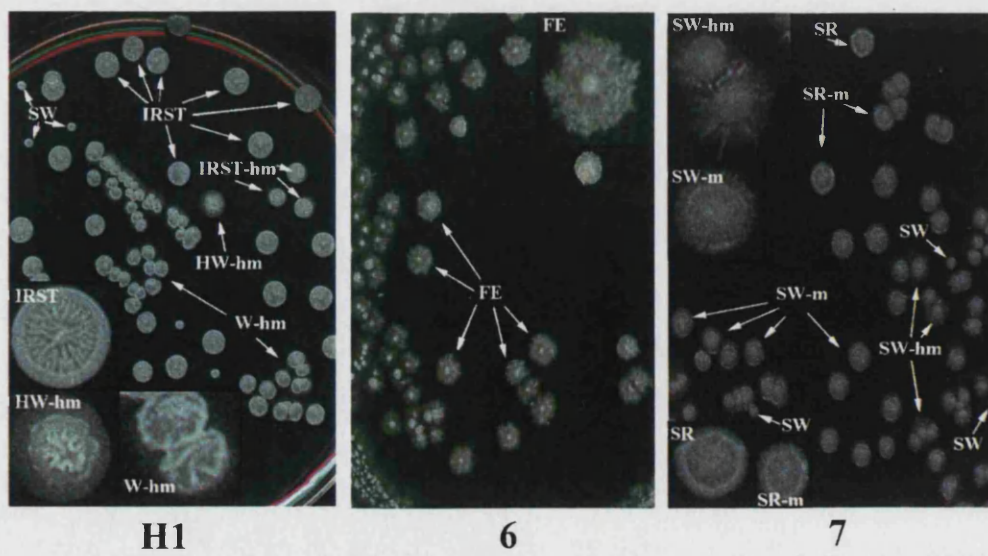 SW
IRST
IRST-hm
HW-hm
IRST
W-hm
HW-hm
W-hm
H1
FE
FE
6
SW-hm
SR
SR-m
SW-m
SW
SW-m
SW-hm
SW
SW
SR
SR-m
7